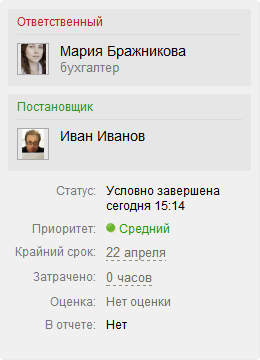 Ответственный
Мария Бражникова
бухгалтер
Постановщик
Иван Иванов
Статус: Условно завершена
сегодня 15:14
Приоритет: Средний
Крайний срок: 22 апреля
Затрачено: 0 часов
Оценка: Нет оценки
В отчете: Нет